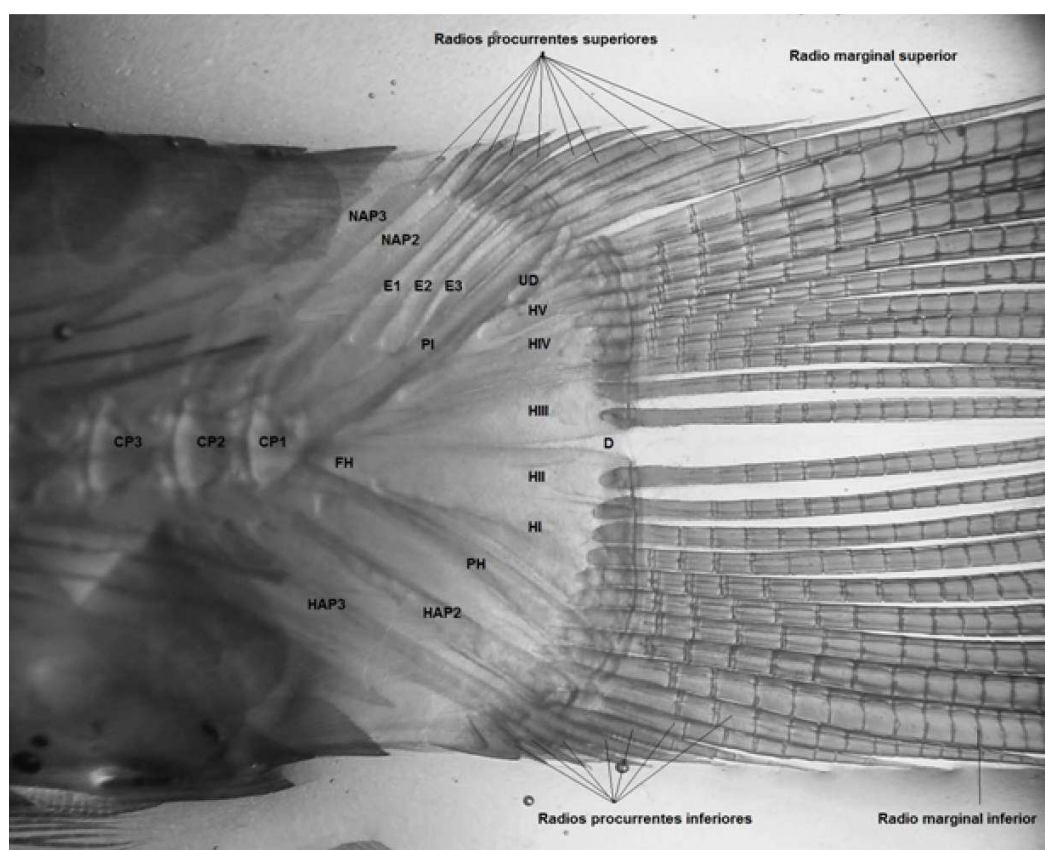 Radios procurrentes superiores
Radio marginal superior
NAP3
NAP2
E1 E2 E3
UD
HV
PI
HIV
HIII
CP3 CP2 CP1
D
FH
HII
HI
PH
HAP3
HAP2
Radios procurrentes inferiores
Radio marginal inferior